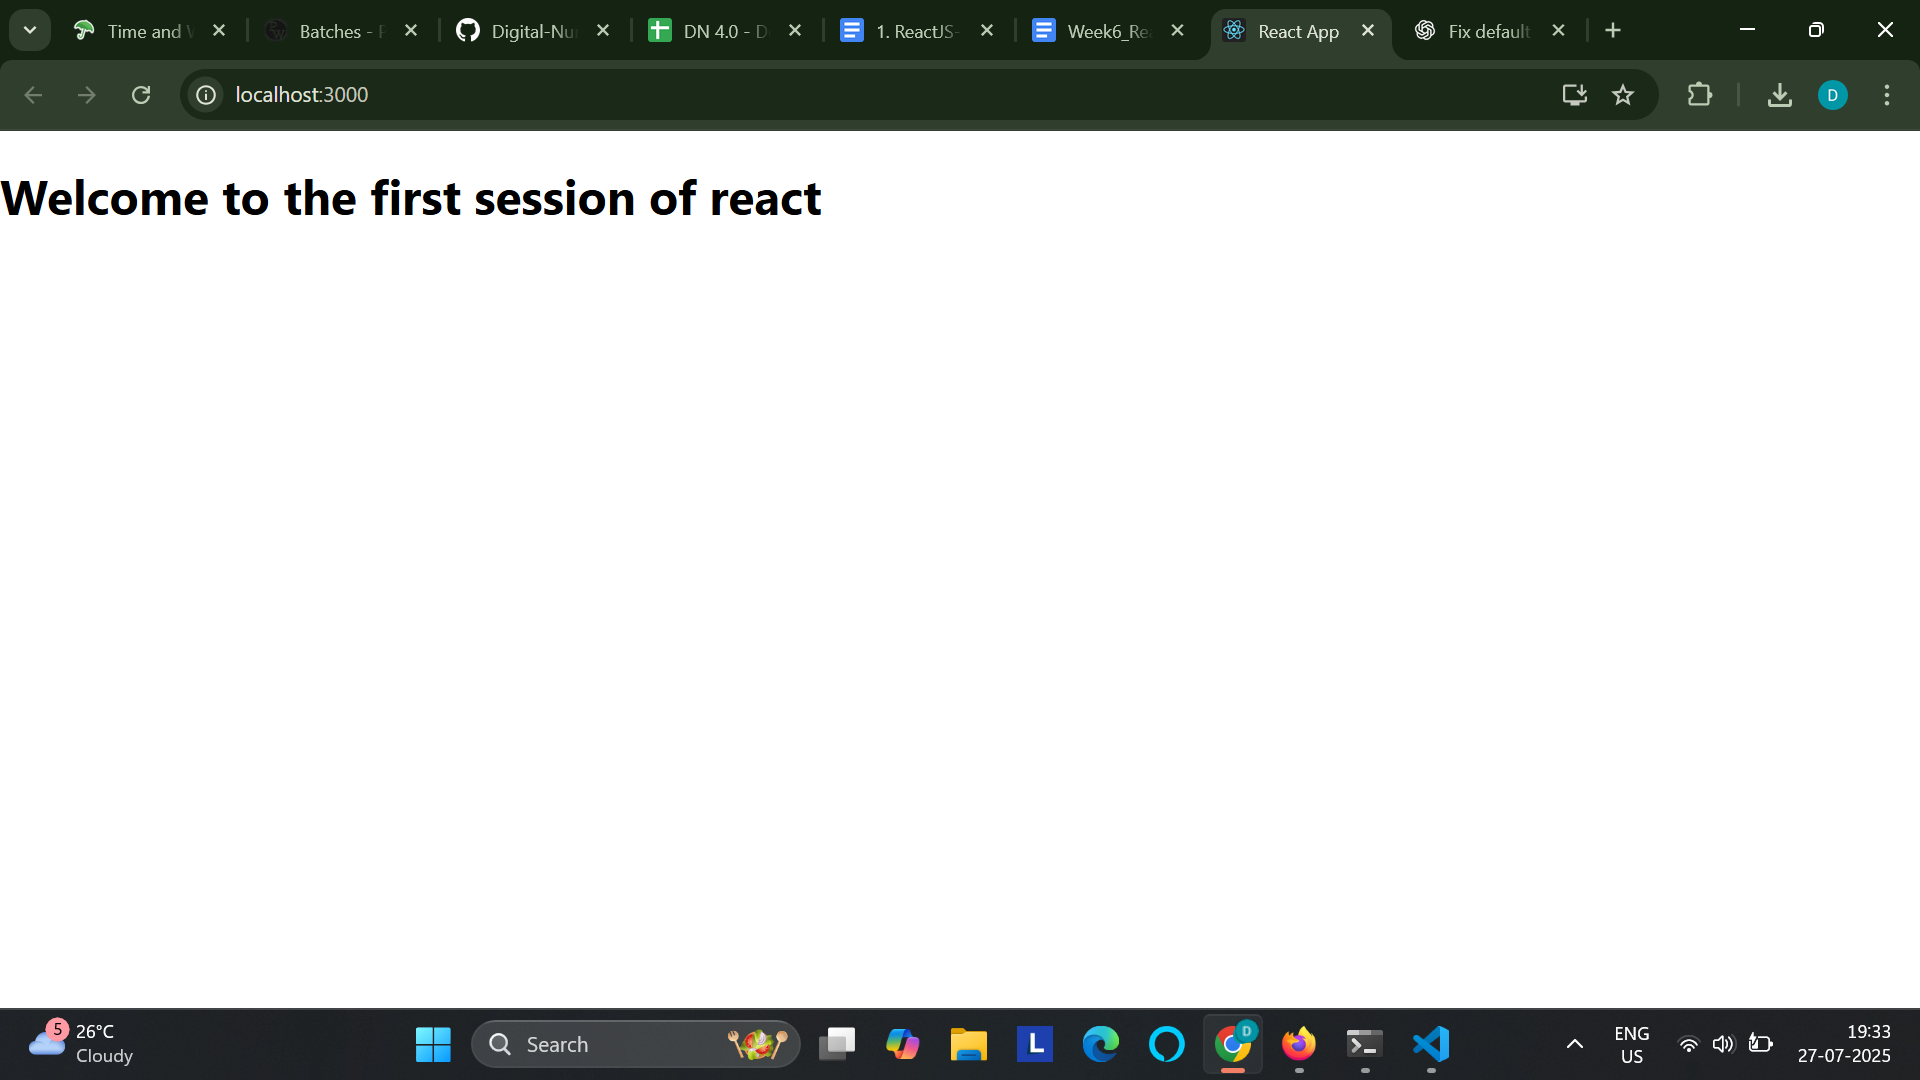 Time and
Batches -
Digital-Nu
DN 4.0 - D
1. ReactJS-
Week6_Re
React App
Fix default
localhost:3000
D
Welcome to the first session of react
5
26°C
Cloudy
Search
L
D
ENG
US
19:33
27-07-2025